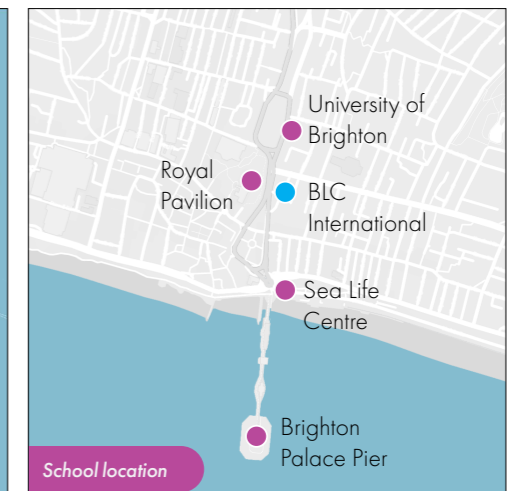 University of
Brighton
Royal
Pavilion
BLC
International
Sea Life
Centre
Brighton
Palace Pier
School location